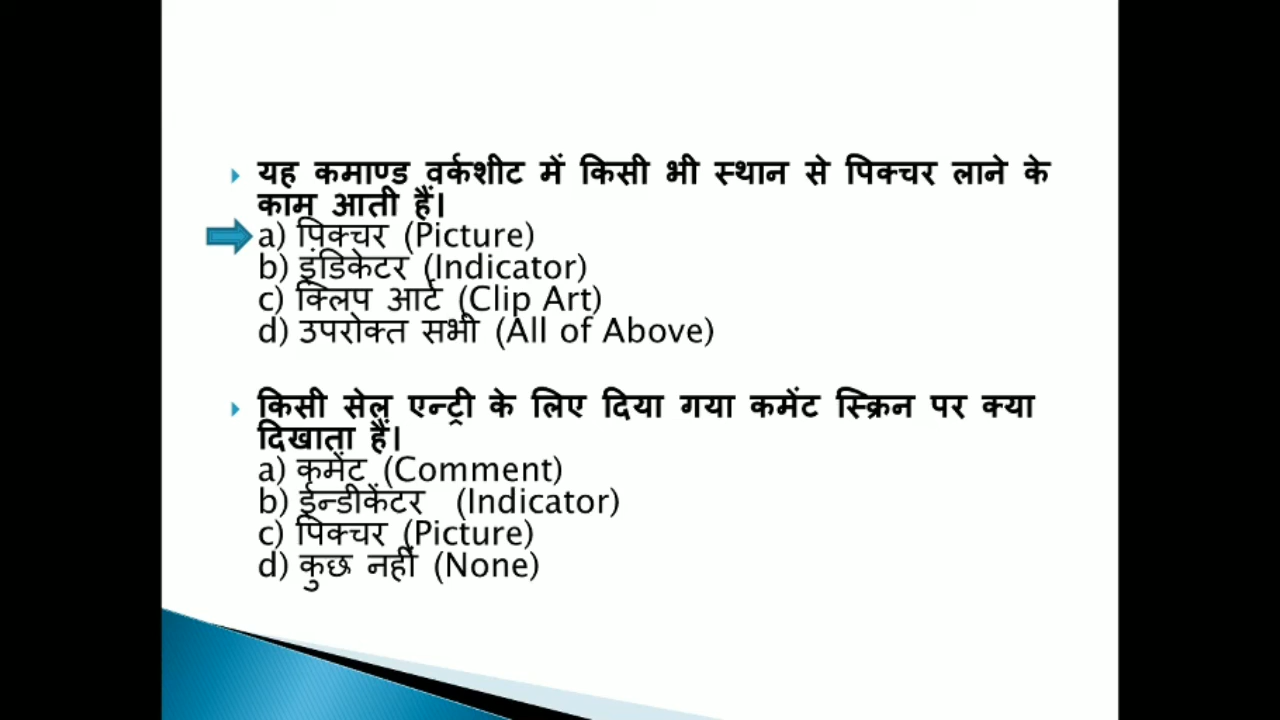 यह कमाण्ड वर्कशीट में किसी भी स्थान से पिक्चर लाने के
काम आती हैं।
a) पिक्चर (Picture)
b) इंडिकेटर (Indicator)
c) क्लिप आर्ट (Clip Art)
d) उपरोक्त सभी (All of Above)
किसी सेल एन्ट्री के लिए दिया गया कमेंट स्क्रिन पर क्या
दिखाता हैं।
a) कमेंट (Comment)
b) ईन्डीकेंटर (Indicator)
c) पिक्चर (Picture)
d) कुछ नहीं (None)